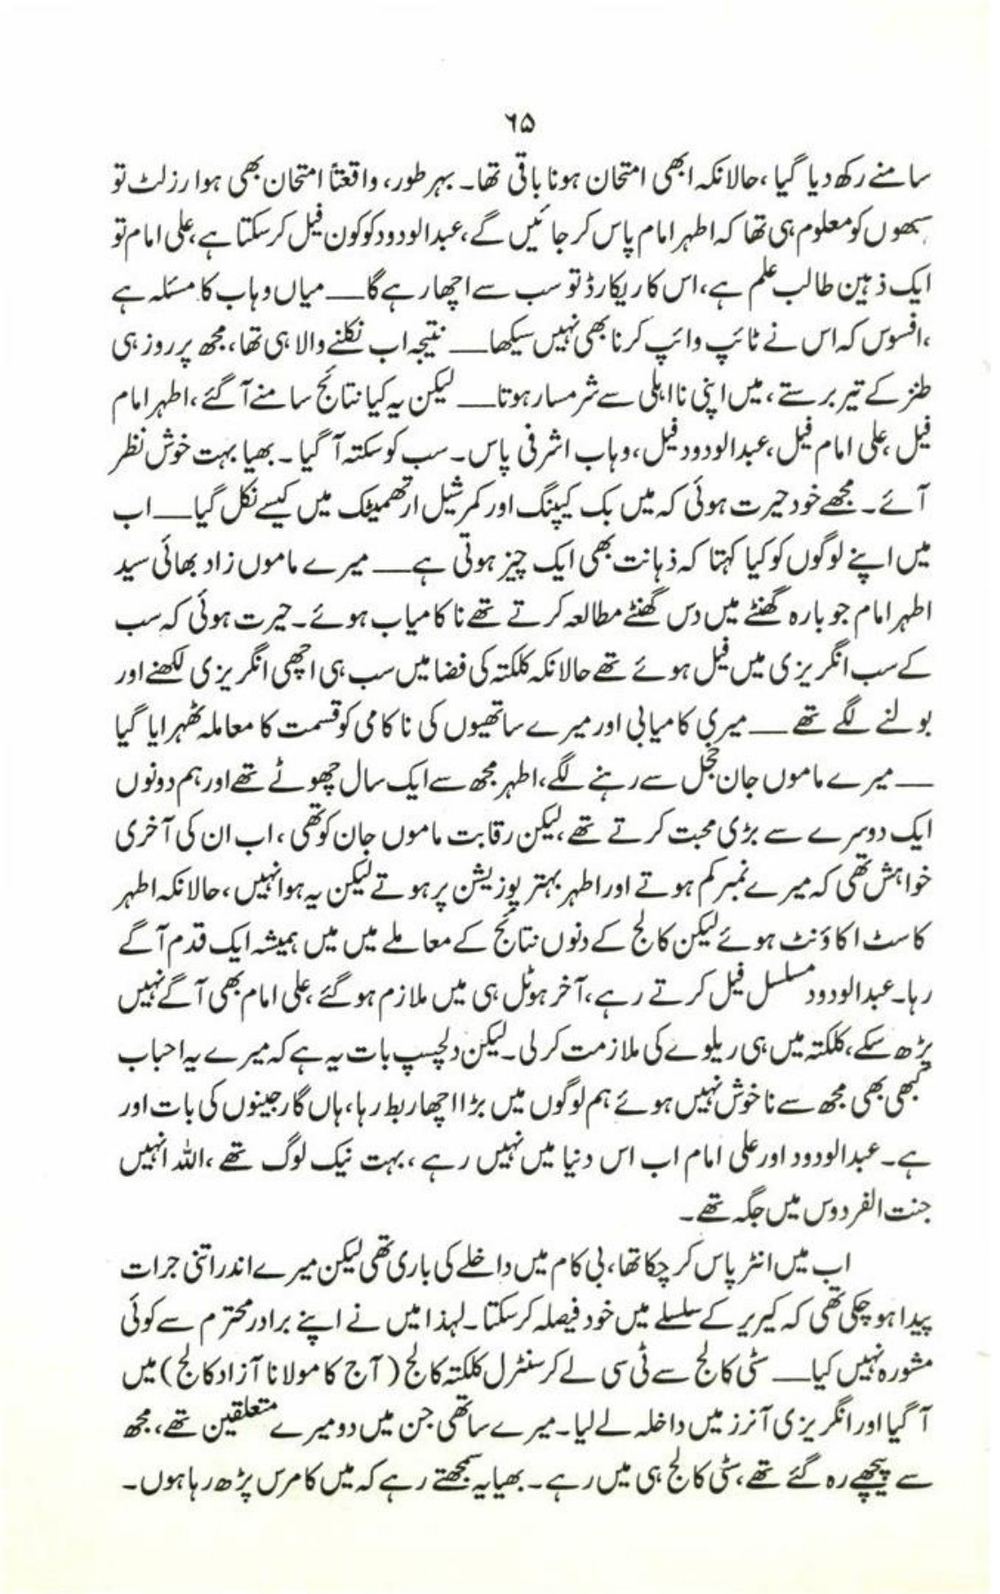 ۶۵
سامنے رکھ دیا گیا، حالانکہ ابھی امتحان ہونا باقی تھا۔ بہر طور، واقعتاً امتحان بھی ہوا رزلٹ تو
سبھوں کو معلوم ہی تھا کہ اطہر امام پاس کر جائیں گے، عبدالودود کو کون فیل کر سکتا ہے، علی امام تو
ایک ذہین طالب علم ہے، اس کا ریکارڈ تو سب سے اچھا رہے گا ـــ میاں وہاب کا مسئلہ ہے
،افسوس کہ اس نے ٹائپ وائپ کرنا بھی نہیں سیکھا ـــ نتیجہ اب نکلنے والا ہی تھا، مجھ پر روز ہی
طنز کے تیر برستے، میں اپنی نااہلی سے شرمسار ہوتا ـــ لیکن یہ کیا نتائج سامنے آگئے، اطہر امام
فیل، علی امام فیل، عبدالودود فیل، وہاب اشرفی پاس۔ سب کو سکتہ آگیا۔ بھیا بہت خوش نظر
آئے۔ مجھے خود حیرت ہوئی کہ میں بک کیپنگ اور کمرشیل ارتھمیٹک میں کیسے نکل گیا ـــ اب
میں اپنے لوگوں کو کیا کہتا کہ ذہانت بھی ایک چیز ہوتی ہے ـــ میرے ماموں زاد بھائی سید
اطہر امام جو بارہ گھنٹے میں دس گھنٹے مطالعہ کرتے تھے ناکامیاب ہوئے۔ حیرت ہوئی کہ سب
کے سب انگریزی میں فیل ہوئے تھے حالانکہ کلکتہ کی فضا میں سب ہی اچھی انگریزی لکھنے اور
بولنے لگے تھے ـــ میری کامیابی اور میرے ساتھیوں کی ناکامی کو قسمت کا معاملہ ٹھہرایا گیا
ـــ میرے ماموں جان خجل سے رہنے لگے، اطہر مجھ سے ایک سال چھوٹے تھے اور ہم دونوں
ایک دوسرے سے بڑی محبت کرتے تھے، لیکن رقابت ماموں جان کو تھی، اب ان کی آخری
خواہش تھی کہ میرے نمبر کم ہوتے اور اطہر بہتر پوزیشن پر ہوتے لیکن یہ ہوا نہیں، حالانکہ اطہر
کاسٹ اکاؤنٹ ہوئے لیکن کالج کے دنوں نتائج کے معاملے میں میں ہمیشہ ایک قدم آگے
رہا۔ عبدالودود مسلسل فیل کرتے رہے، آخر ہوٹل ہی میں ملازم ہوگئے، علی امام بھی آگے نہیں
بڑھ سکے، کلکتہ میں ہی ریلوے کی ملازمت کرلی۔ لیکن دلچسپ بات یہ ہے کہ میرے یہ احباب
کبھی بھی مجھ سے ناخوش نہیں ہوئے ہم لوگوں میں بڑا اچھا ربط رہا، ہاں گارجینوں کی بات اور
ہے۔ عبدالودود اور علی امام اب اس دنیا میں نہیں رہے، بہت نیک لوگ تھے، اللہ انہیں
جنت الفردوس میں جگہ تھے۔
اب میں انٹر پاس کر چکا تھا، بی کام میں داخلے کی باری تھی لیکن میرے اندر اتنی جرات
پیدا ہو چکی تھی کہ کیریر کے سلسلے میں خود فیصلہ کر سکتا۔ لہذا میں نے اپنے برادر محترم سے کوئی
مشورہ نہیں کیا ـــ سٹی کالج سے ٹی سی لے کر سنٹرل کلکتہ کالج (آج کا مولانا آزاد کالج) میں
آگیا اور انگریزی آنرز میں داخلہ لے لیا۔ میرے ساتھی جن میں دو میرے متعلقین تھے، مجھ
سے پیچھے رہ گئے تھے، سٹی کالج ہی میں رہے۔ بھیا یہ سمجھتے رہے کہ میں کامرس پڑھ رہا ہوں۔